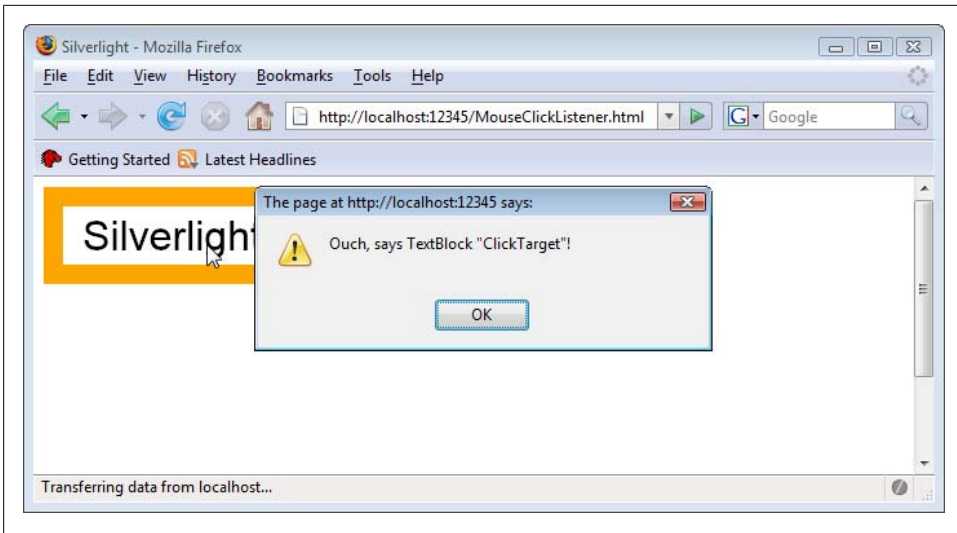 Silverlight - Mozilla Firefox
File Edit View History Bookmarks Tools Help
http://localhost:12345/MouseClickListener.html
G Google
Getting Started Latest Headlines
The page at http://localhost:12345 says:
Silverlight
Ouch, says TextBlock "ClickTarget"!
OK
Transferring data from localhost...